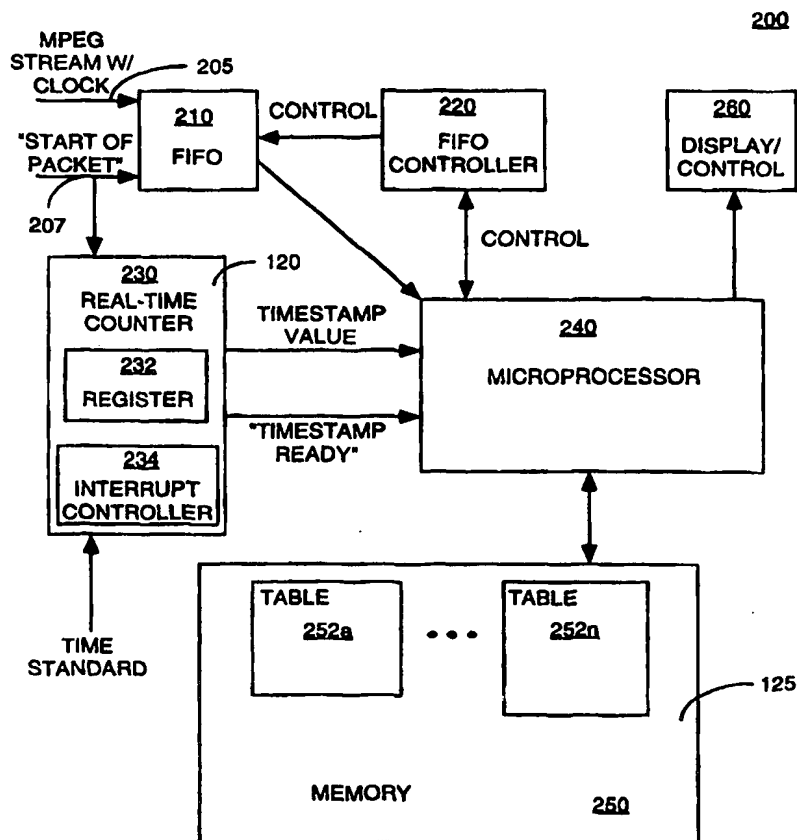 200
MPEG
STREAM W/
CLOCK
205
"START OF
PACKET"
207
210
FIFO
CONTROL
220
FIFO
CONTROLLER
260
DISPLAY/
CONTROL
CONTROL
120
230
REAL-TIME
COUNTER
232
REGISTER
234
INTERRUPT
CONTROLLER
TIMESTAMP
VALUE
"TIMESTAMP
READY"
240
MICROPROCESSOR
TIME
STANDARD
TABLE
252a
TABLE
252n
125
MEMORY
250